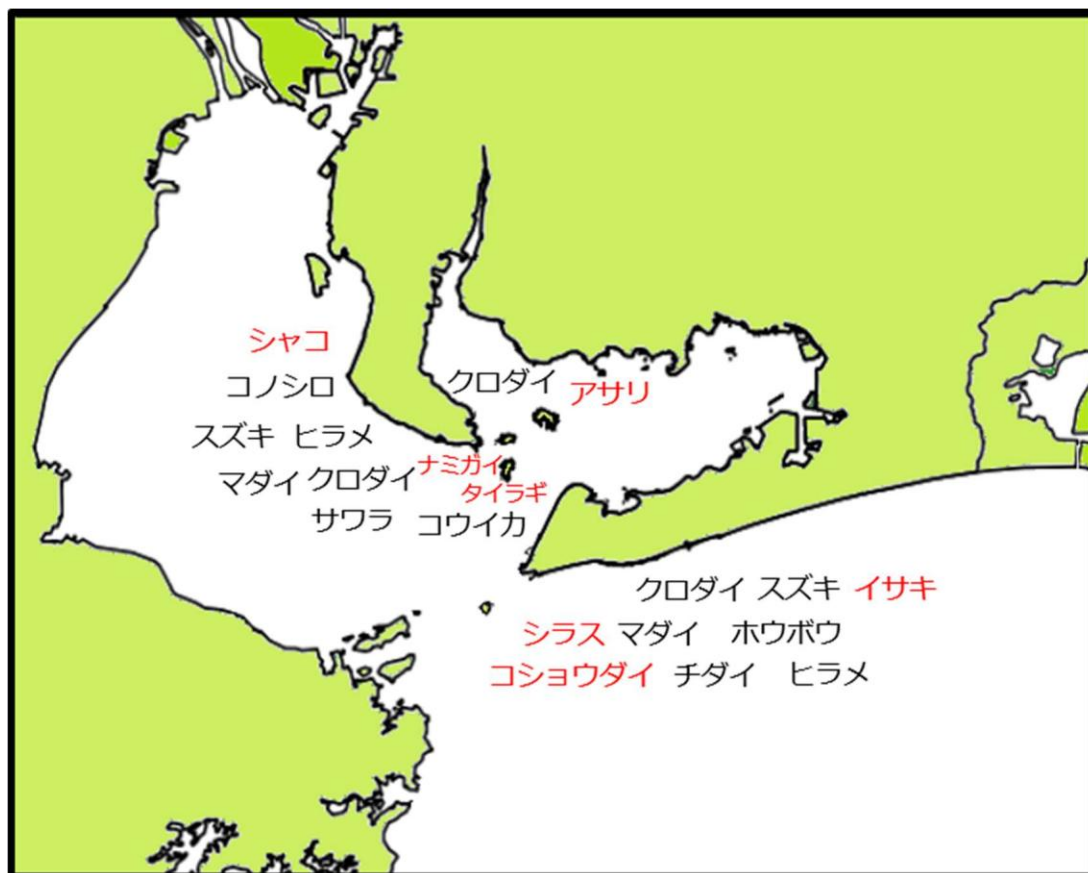 シャコ
コノシロ
クロダイ アサリ
スズキ ヒラメ
マダイ クロダイ ナミガイ
タイラギ
サワラ コウイカ
クロダイ スズキ イサキ
シラス マダイ ホウボウ
コショウダイ チダイ ヒラメ